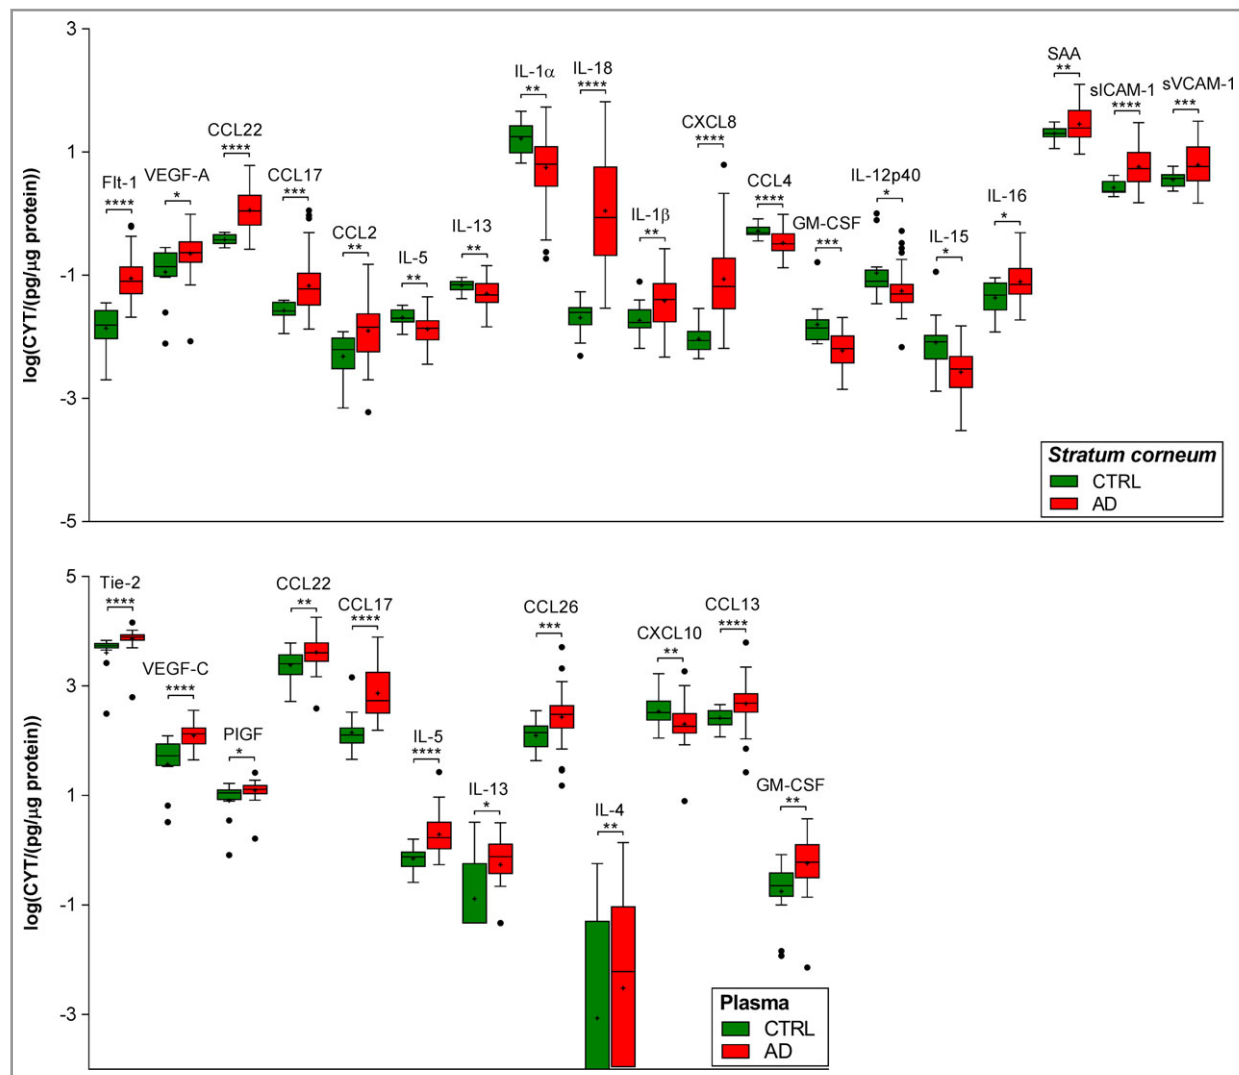 3
1
-1
-3
-5
log(CYT/(pg/μg protein))
Flt-1
****
VEGF-A
*
CCL22
****
CCL17
***
CCL2
**
IL-5
**
IL-13
**
IL-1α
**
IL-18
****
IL-1β
**
CXCL8
****
CCL4
****
GM-CSF
***
IL-12p40
*
IL-15
*
IL-16
*
SAA
**
sICAM-1
****
sVCAM-1
***
Stratum corneum
CTRL
AD
5
3
1
-1
-3
log(CYT/(pg/μg protein))
Tie-2
****
VEGF-C
****
PIGF
*
CCL22
**
CCL17
****
IL-5
****
IL-13
*
CCL26
***
IL-4
**
CXCL10
**
CCL13
****
GM-CSF
**
Plasma
CTRL
AD